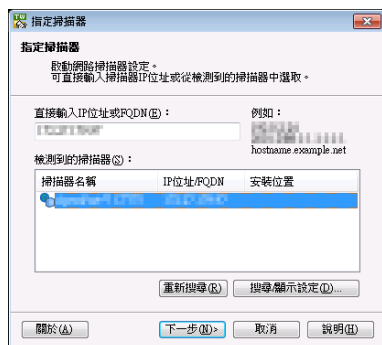 指定掃描器
指定掃描器
啟動網路掃描器設定。
可直接輸入掃描器IP位址或從檢測到的掃描器中選取。
直接輸入IP位址或FQDN(E)：
例如：
hostname.example.net
檢測到的掃描器(S)：
掃描器名稱 IP位址/FQDN 安裝位置
重新搜尋(R) 搜尋/顯示設定(D)...
關於(A) 下一步(N)> 取消 說明(H)